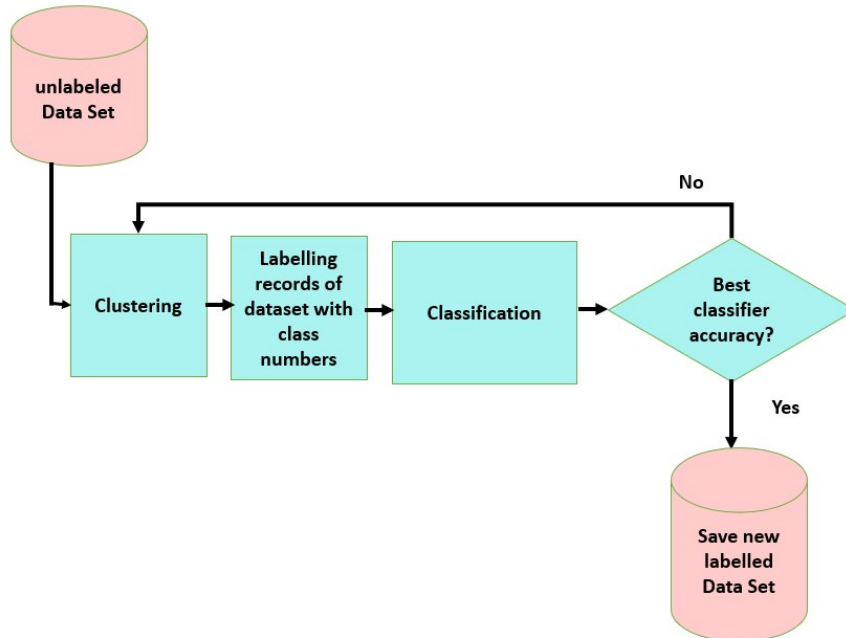 unlabeled
Data Set
No
Clustering
Labelling
records of
dataset with
class
numbers
Classification
Best
classifier
accuracy?
Yes
Save new
labelled
Data Set